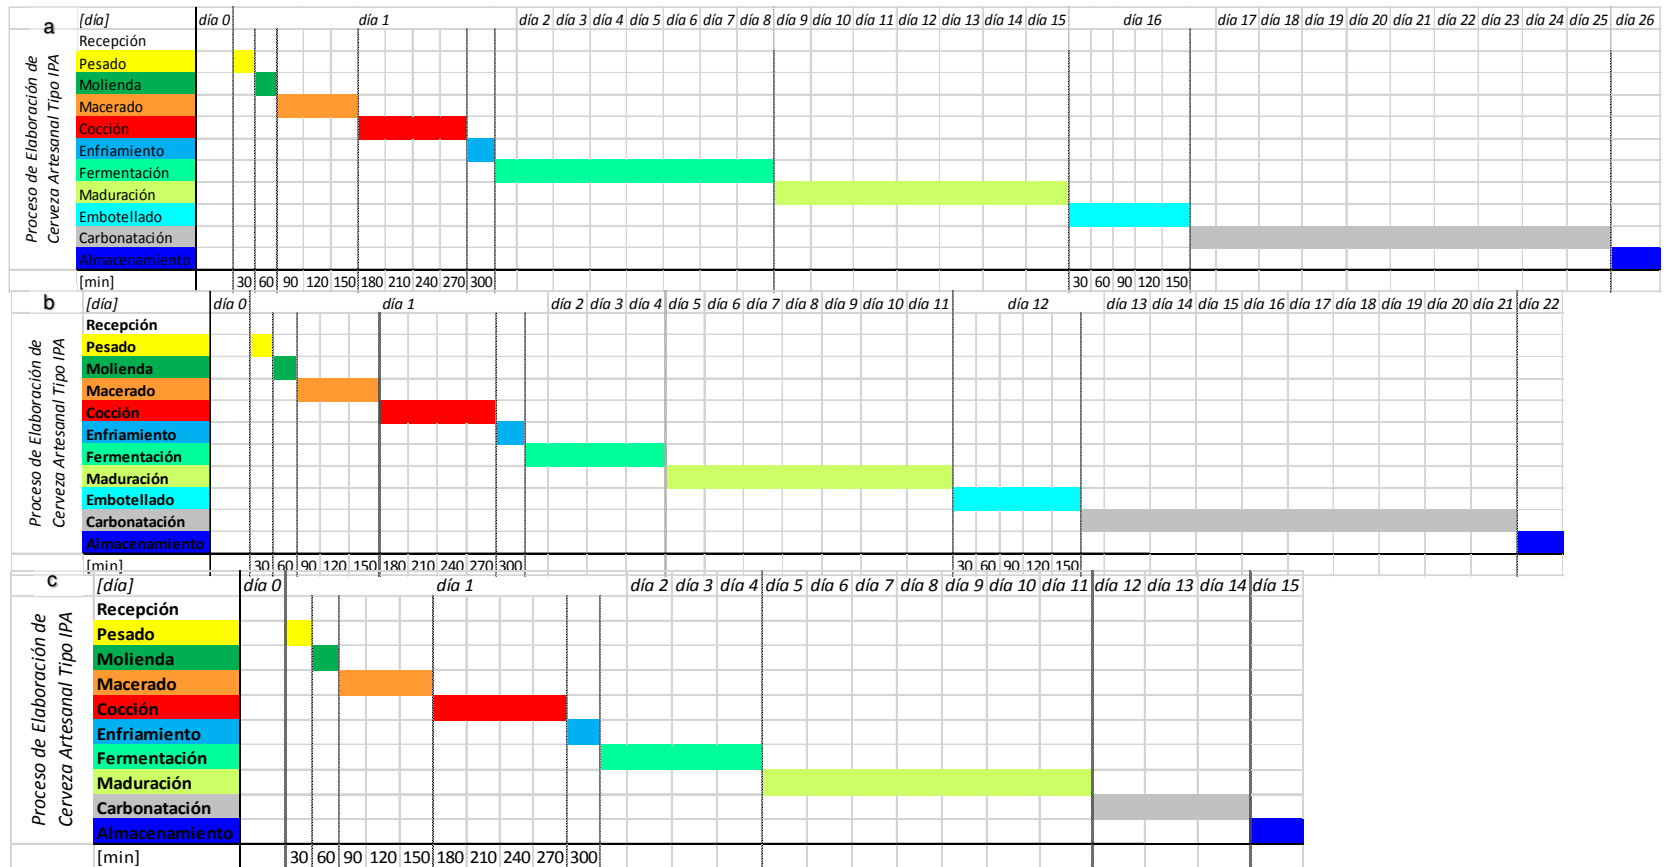 a
[día] día 0 día 1 día 2 día 3 día 4 día 5 día 6 día 7 día 8 día 9 día 10 día 11 día 12 día 13 día 14 día 15 día 16 día 17 día 18 día 19 día 20 día 21 día 22 día 23 día 24 día 25 día 26
Proceso de Elaboración de
Cerveza Artesanal Tipo IPA
Recepción
Pesado
Molienda
Macerado
Cocción
Enfriamiento
Fermentación
Maduración
Embotellado
Carbonatación
Almacenamiento
[min] 30 60 90 120 150 180 210 240 270 300 30 60 90 120 150
b
[día] día 0 día 1 día 2 día 3 día 4 día 5 día 6 día 7 día 8 día 9 día 10 día 11 día 12 día 13 día 14 día 15 día 16 día 17 día 18 día 19 día 20 día 21 día 22
Proceso de Elaboración de
Cerveza Artesanal Tipo IPA
Recepción
Pesado
Molienda
Macerado
Cocción
Enfriamiento
Fermentación
Maduración
Embotellado
Carbonatación
Almacenamiento
[min] 30 60 90 120 150 180 210 240 270 300 30 60 90 120 150
c
[día] día 0 día 1 día 2 día 3 día 4 día 5 día 6 día 7 día 8 día 9 día 10 día 11 día 12 día 13 día 14 día 15
Proceso de Elaboración de
Cerveza Artesanal Tipo IPA
Recepción
Pesado
Molienda
Macerado
Cocción
Enfriamiento
Fermentación
Maduración
Carbonatación
Almacenamiento
[min] 30 60 90 120 150 180 210 240 270 300